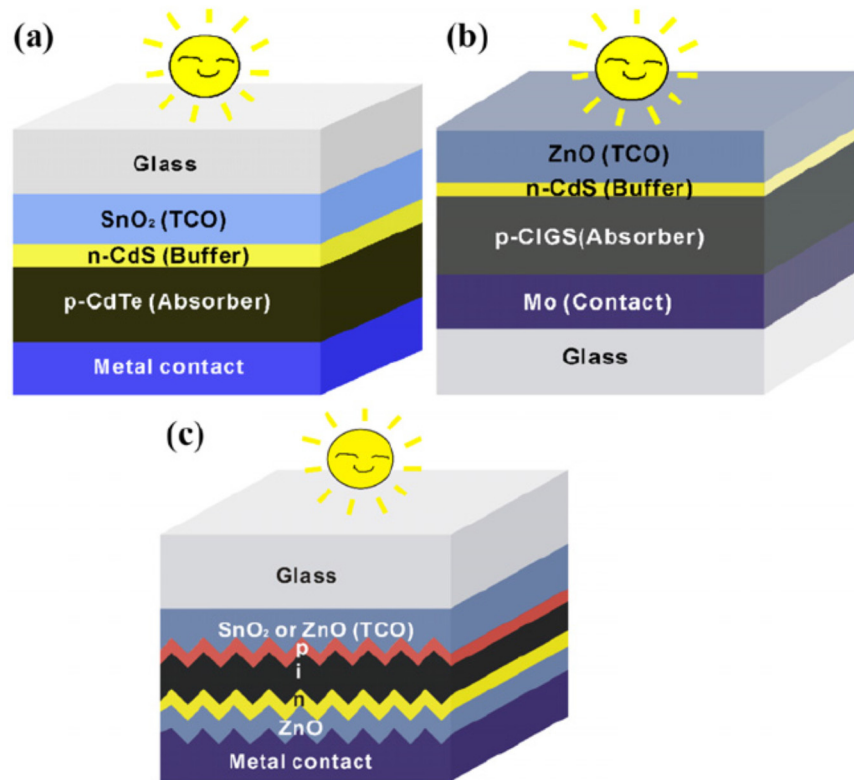 (a)
Glass
SnO₂ (TCO)
n-CdS (Buffer)
p-CdTe (Absorber)
Metal contact
(b)
ZnO (TCO)
n-CdS (Buffer)
p-CIGS(Absorber)
Mo (Contact)
Glass
(c)
Glass
SnO₂ or ZnO (TCO)
p
i
n
ZnO
Metal contact